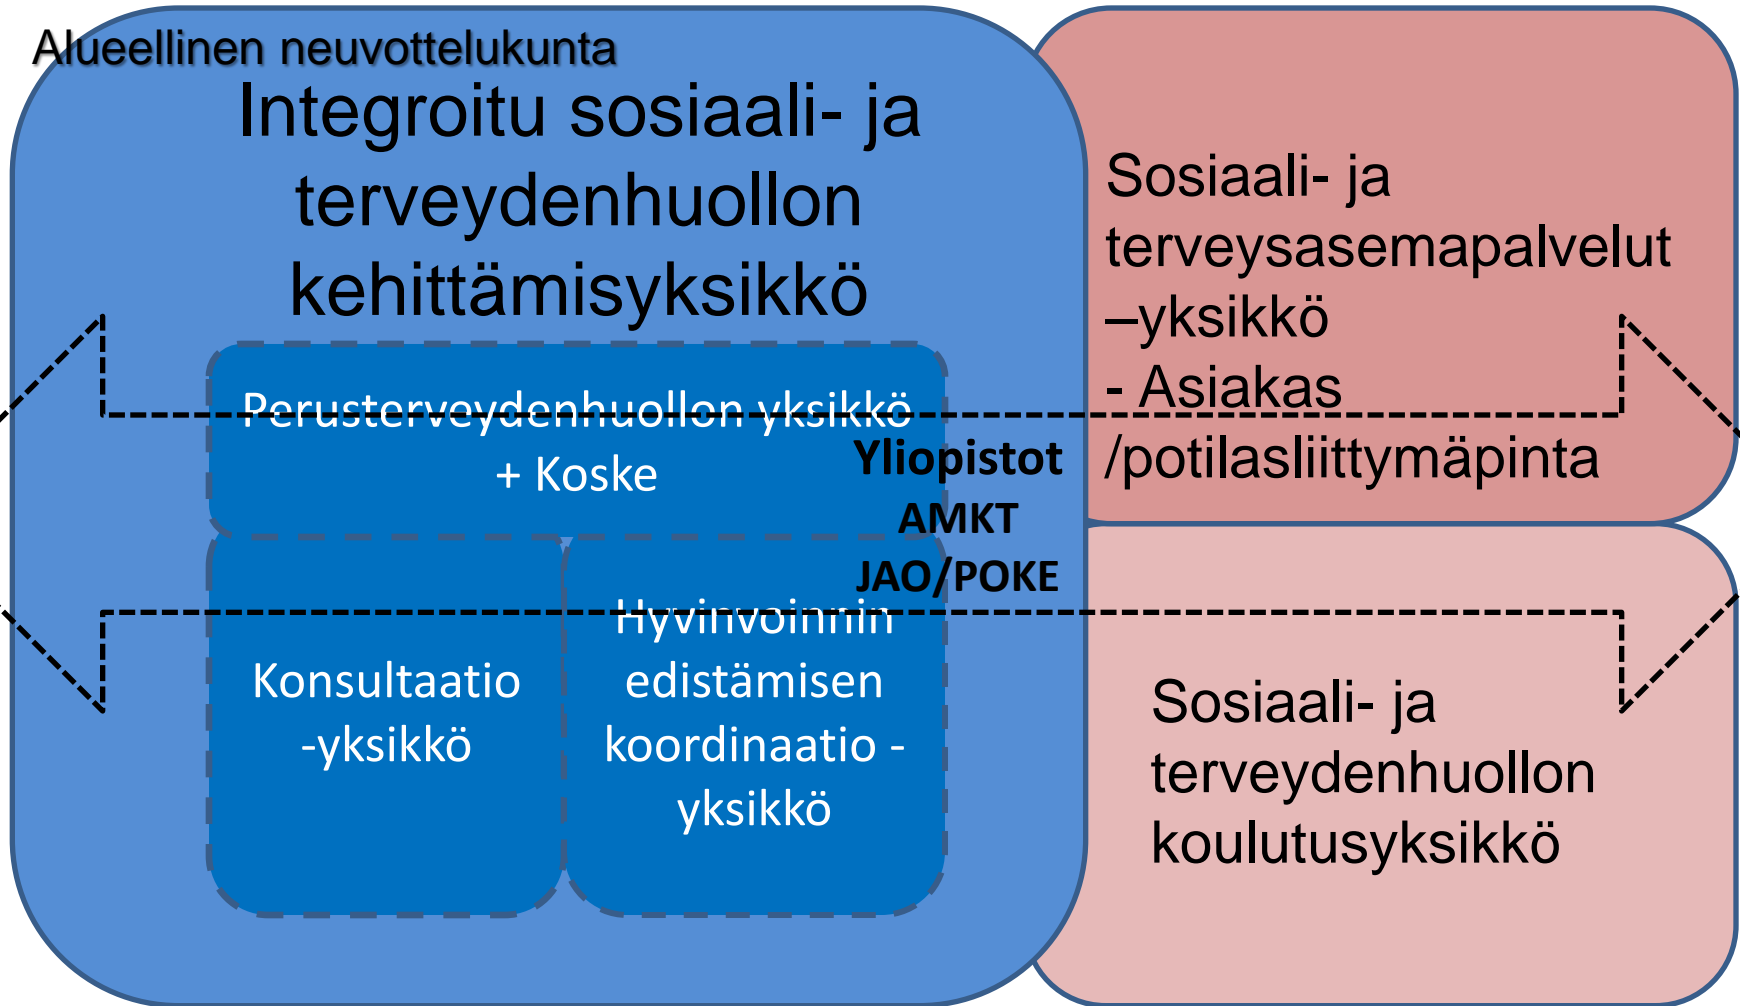 Alueellinen neuvottelukunta
Integroitu sosiaali- ja
terveydenhuollon
kehittämisyksikkö
Perusterveydenhuollon yksikkö
+ Koske
Konsultaatio
-yksikkö
Hyvinvoinnin
edistämisen
koordinaatio -
yksikkö
Yliopistot
AMKT
JAO/POKE
Sosiaali- ja
terveysasemapalvelut
–yksikkö
- Asiakas
/potilasliittymäpinta
Sosiaali- ja
terveydenhuollon
koulutusyksikkö